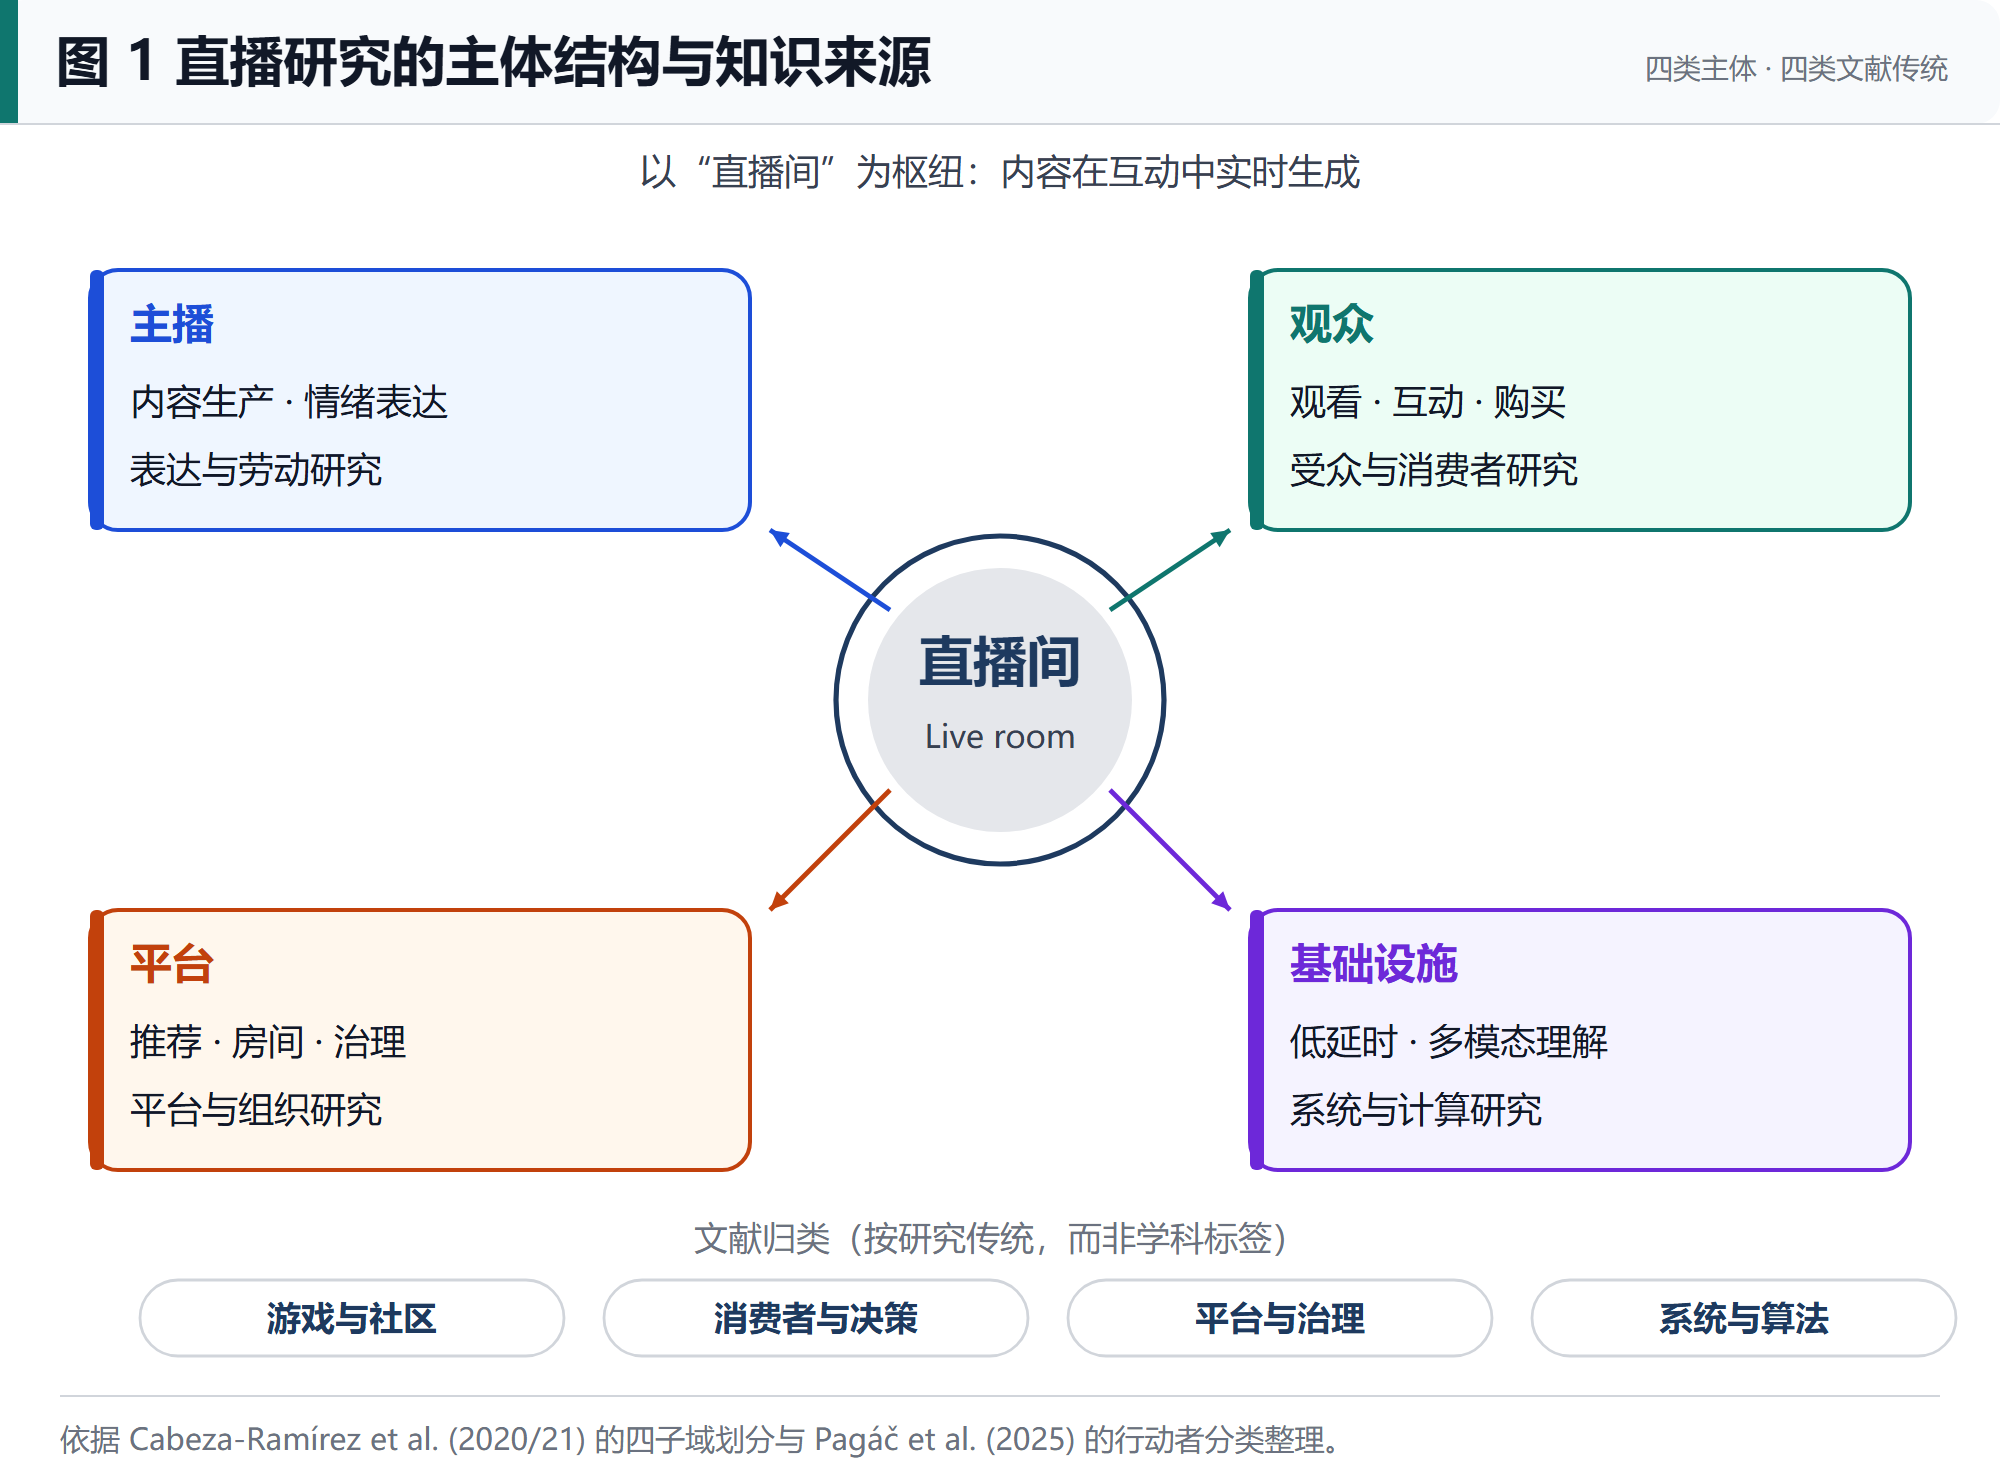 图 1 直播研究的主体结构与知识来源
四类主体 · 四类文献传统
以“直播间”为枢纽：内容在互动中实时生成
主播
内容生产 · 情绪表达
表达与劳动研究
观众
观看 · 互动 · 购买
受众与消费者研究
直播间
Live room
平台
推荐 · 房间 · 治理
平台与组织研究
基础设施
低延时 · 多模态理解
系统与计算研究
文献归类（按研究传统，而非学科标签）
游戏与社区
消费者与决策
平台与治理
系统与算法
依据 Cabeza-Ramírez et al. (2020/21) 的四子域划分与 Pagáč et al. (2025) 的行动者分类整理。